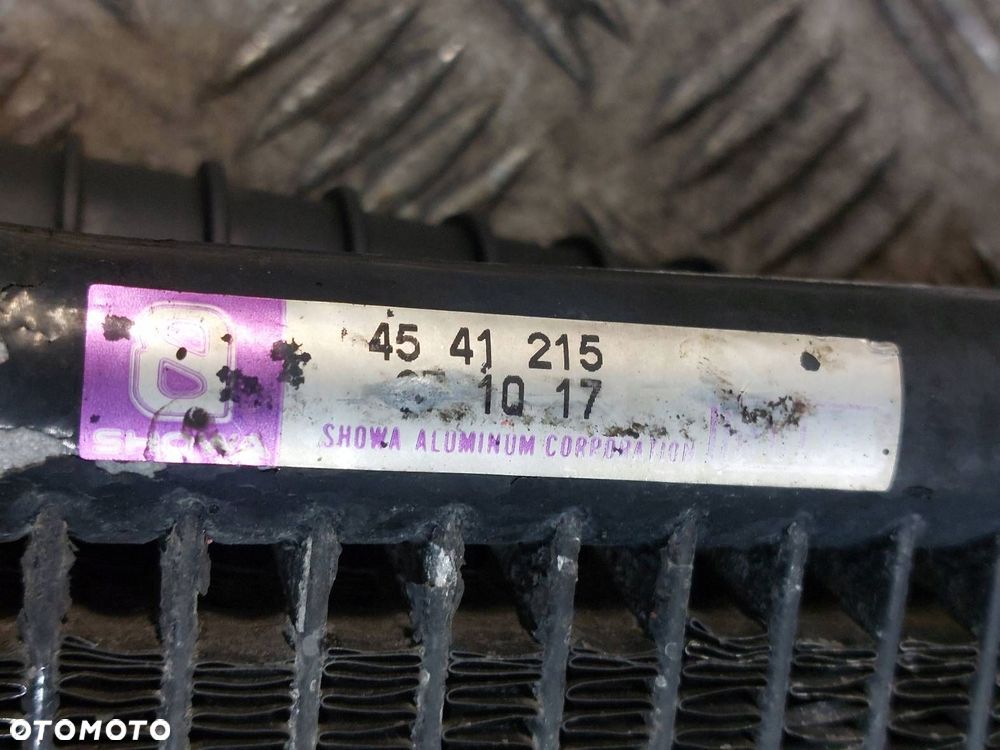 SHOWA
45 41 215
1Q 17
SHOWA ALUMINUM CORPORATION
OTOMOTO